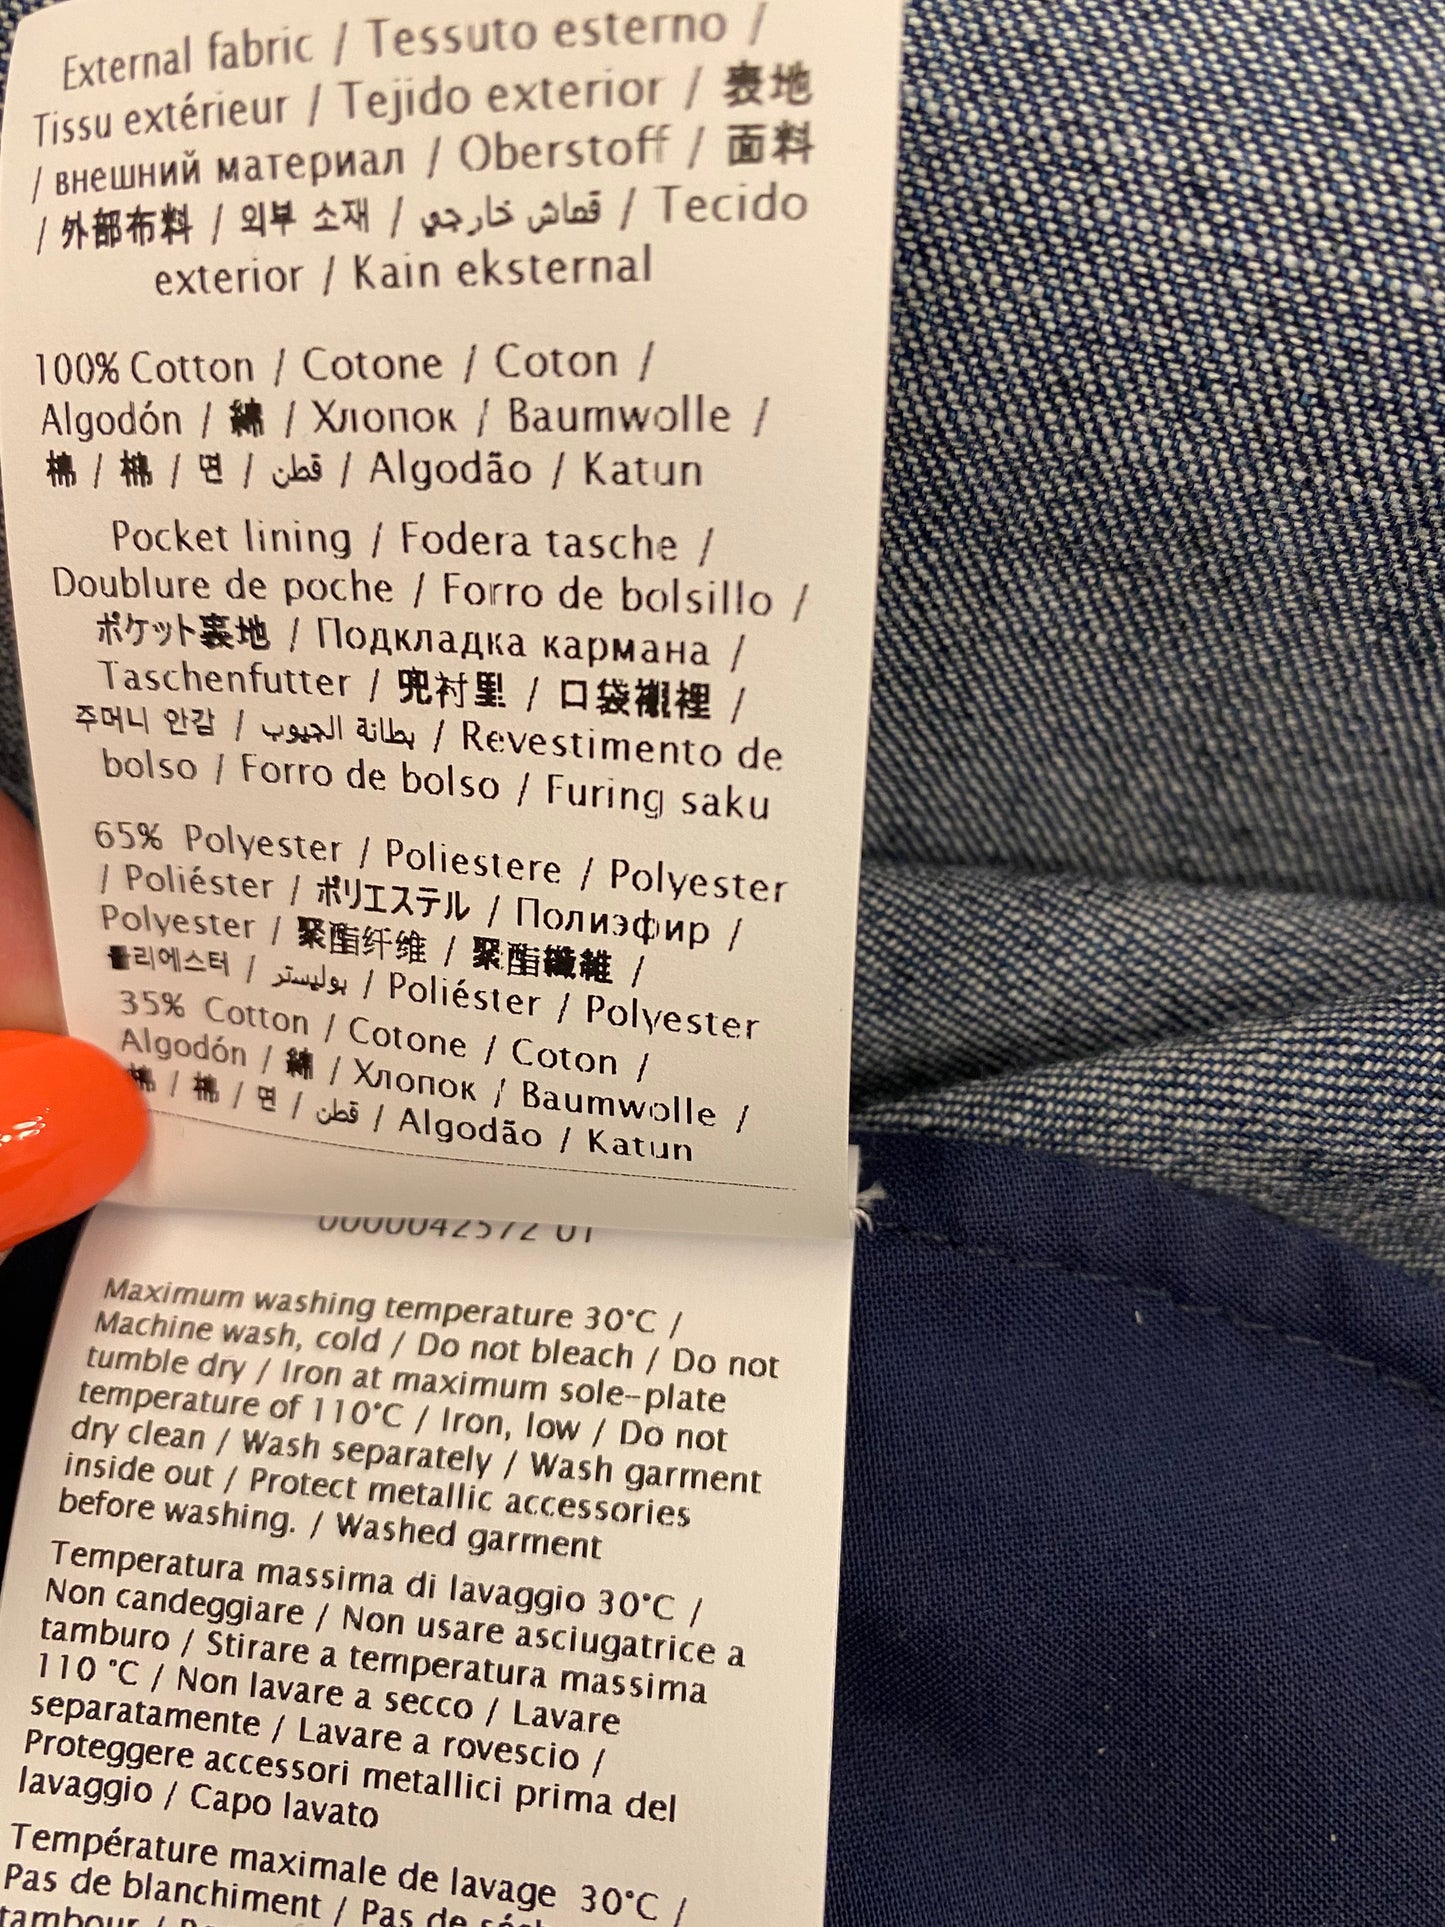 External fabric / Tessuto esterno /
Tissu extérieur / Tejido exterior / 表地
/ внешний материал / Oberstoff / 面料
/ 外部布料 / 외부 소재 / قماش خارجي / Tecido
exterior / Kain eksternal
100% Cotton / Cotone / Coton /
Algodón / 綿 / Хлопок / Baumwolle /
棉 / 棉 / 면 / قطن / Algodão / Katun
Pocket lining / Fodera tasche /
Doublure de poche / Forro de bolsillo /
ポケット裏地 / Подкладка кармана /
Taschenfutter / 兜衬里 / 口袋襯裡 /
주머니 안감 / بطانة الجيوب / Revestimento de
bolso / Forro de bolso / Furing saku
65% Polyester / Poliestere / Polyester
/ Poliéster / ポリエステル / Полиэфир /
Polyester / 聚酯纤维 / 聚酯纖維 /
폴리에스터 / بوليستر / Poliéster / Polyester
35% Cotton / Cotone / Coton /
Algodón / 綿 / Хлопок / Baumwolle /
棉 / 棉 / 면 / قطن / Algodão / Katun
0000042572 01
Maximum washing temperature 30°C /
Machine wash, cold / Do not bleach / Do not
tumble dry / Iron at maximum sole-plate
temperature of 110°C / Iron, low / Do not
dry clean / Wash separately / Wash garment
inside out / Protect metallic accessories
before washing. / Washed garment
Temperatura massima di lavaggio 30°C /
Non candeggiare / Non usare asciugatrice a
tamburo / Stirare a temperatura massima
110 °C / Non lavare a secco / Lavare
separatamente / Lavare a rovescio /
Proteggere accessori metallici prima del
lavaggio / Capo lavato
Température maximale de lavage 30°C /
Pas de blanchiment / Pas de
tambour /